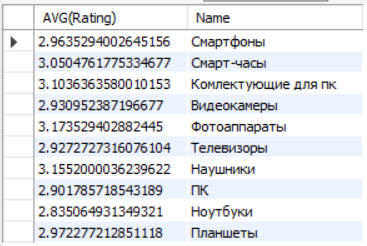 AVG(Rating) Name
2.9635294002645156 Смартфоны
3.0504761775334677 Смарт-часы
3.1036363580010153 Комлектующие для пк
2.930952387196677 Видеокамеры
3.173529402882445 Фотоаппараты
2.9272727316076104 Телевизоры
3.1552000036239622 Наушники
2.901785718543189 ПК
2.835064931349321 Ноутбуки
2.972277212851118 Планшеты